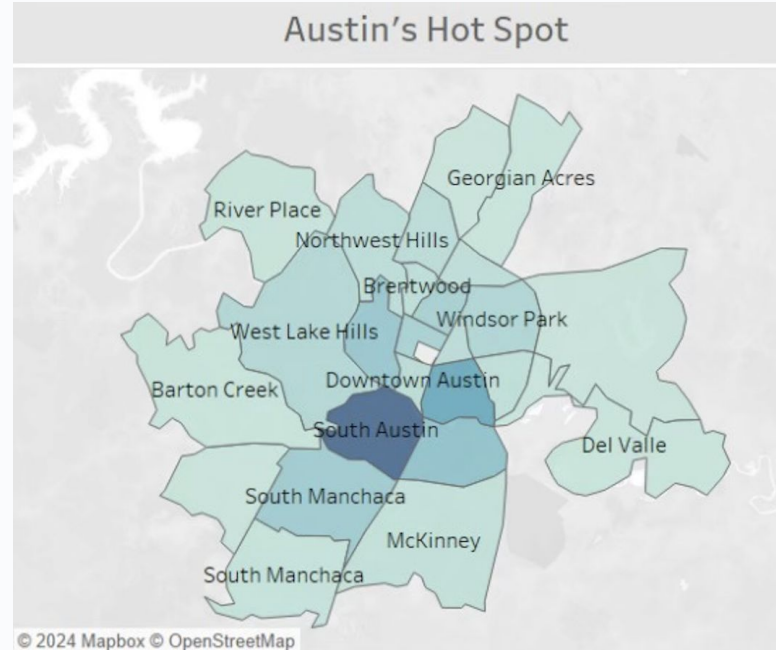 Austin's Hot Spot
Georgian Acres
River Place
Northwest Hills
Brentwood
Windsor Park
West Lake Hills
Downtown Austin
Barton Creek
South Austin
Del Valle
South Manchaca
McKinney
South Manchaca
© 2024 Mapbox © OpenStreetMap